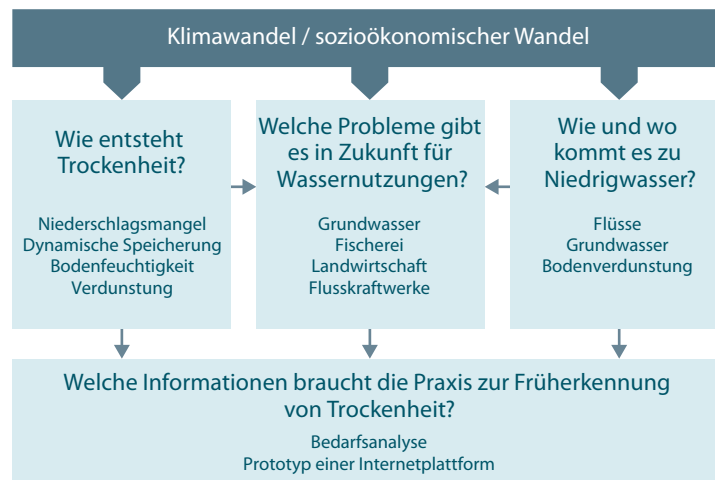 Klimawandel / sozioökonomischer Wandel
Wie entsteht
Trockenheit?
Niederschlagsmangel
Dynamische Speicherung
Bodenfeuchtigkeit
Verdunstung
Welche Probleme gibt
es in Zukunft für
Wassernutzungen?
Grundwasser
Fischerei
Landwirtschaft
Flusskraftwerke
Wie und wo
kommt es zu
Niedrigwasser?
Flüsse
Grundwasser
Bodenverdunstung
Welche Informationen braucht die Praxis zur Früherkennung
von Trockenheit?
Bedarfsanalyse
Prototyp einer Internetplattform